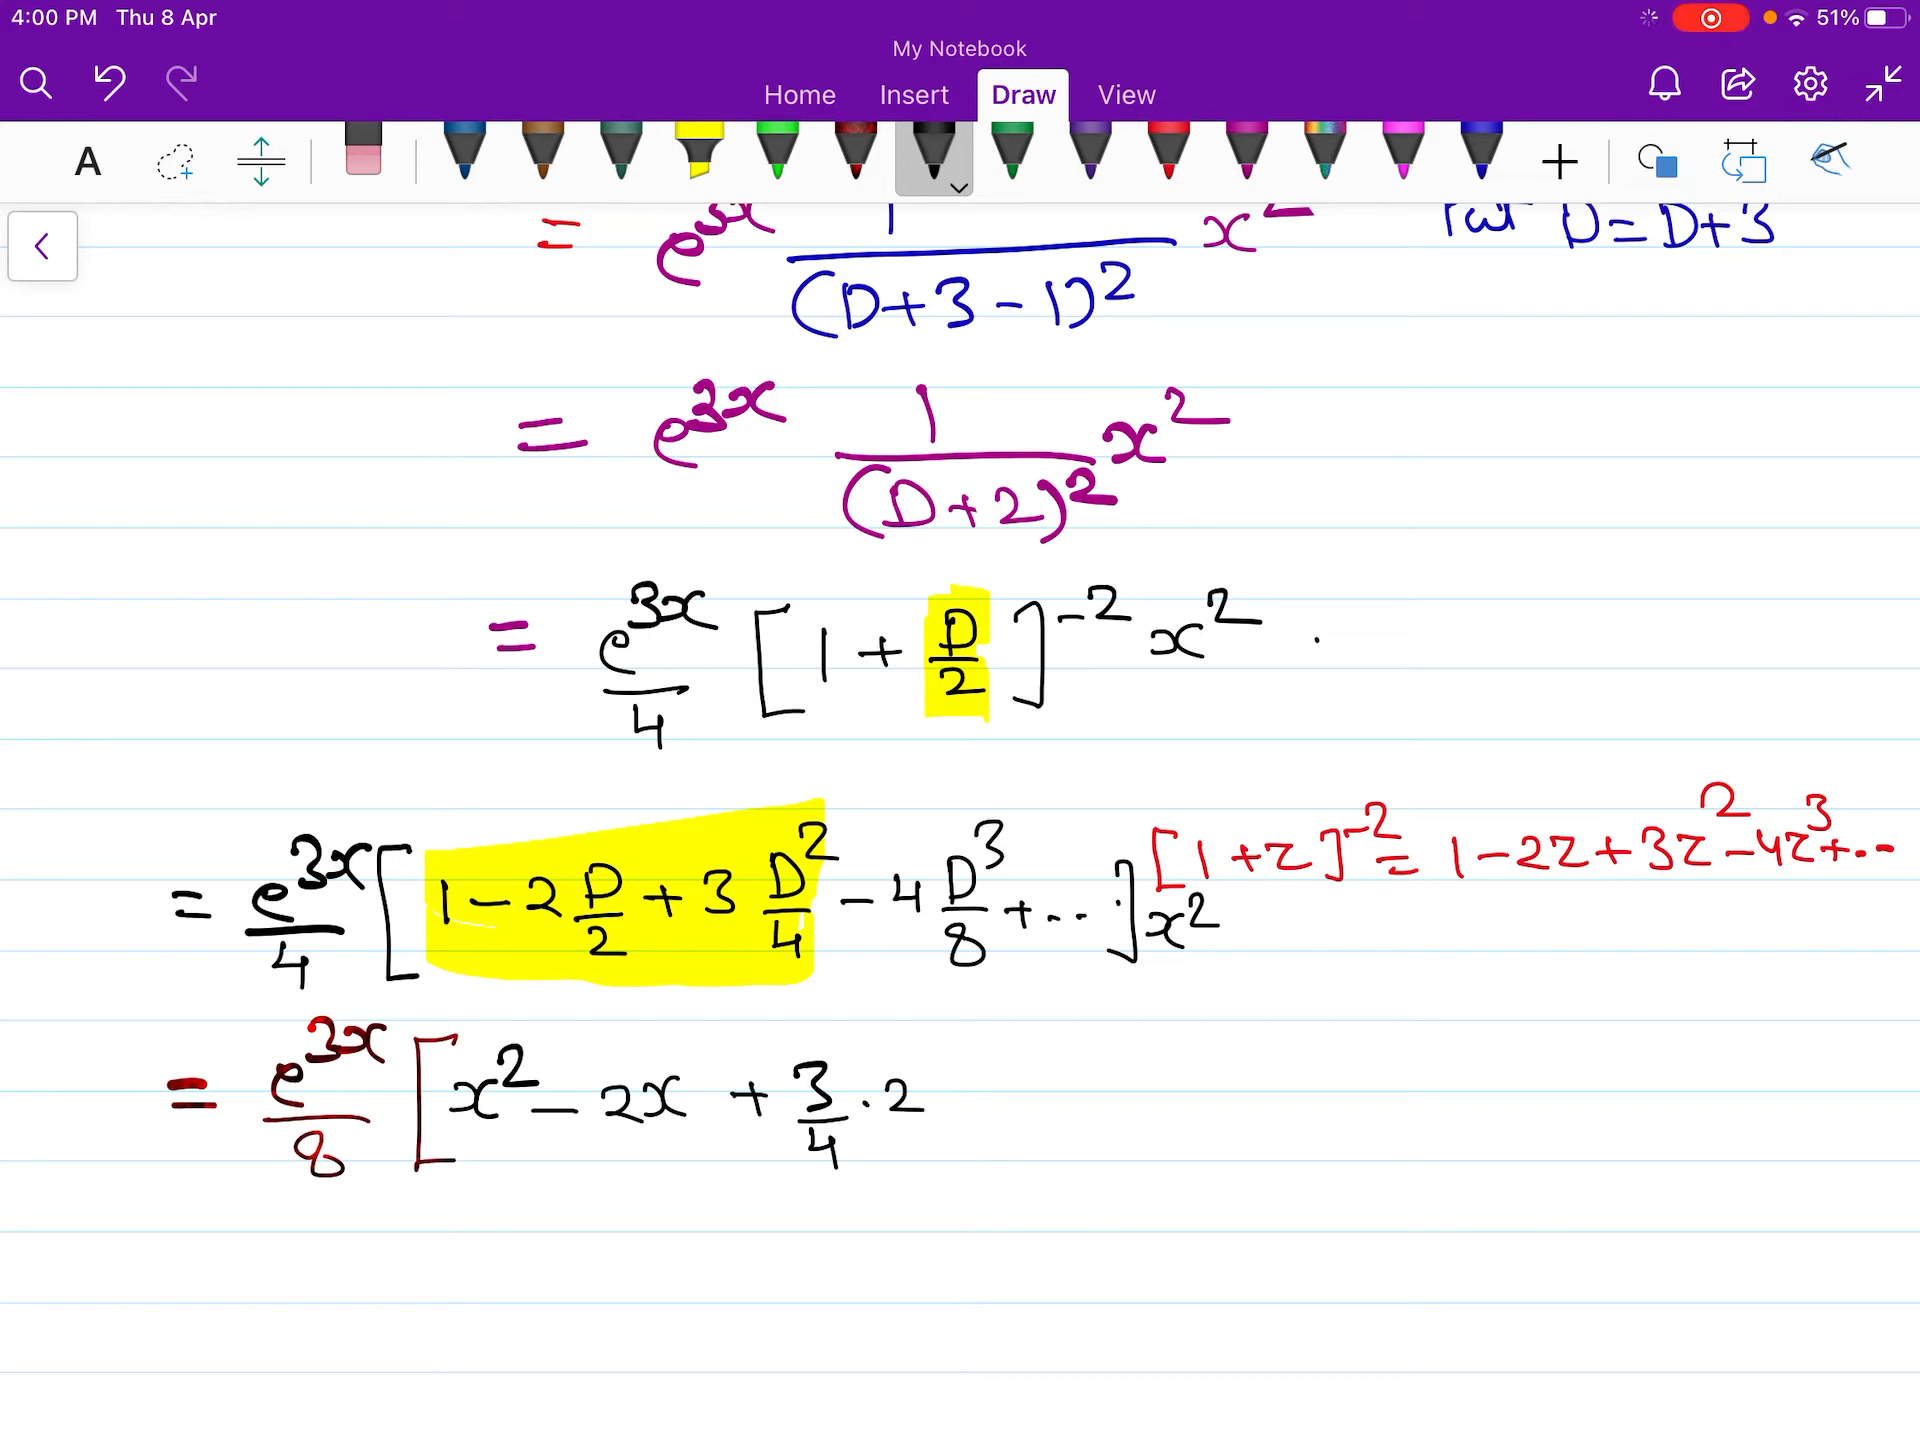 4:00 PM Thu 8 Apr 51%
My Notebook
Home Insert Draw View
A
= e^{3x} 1/(D+3-1)^2 x^2 Put D=D+3
= e^{3x} 1/(D+2)^2 x^2
= e^{3x}/4 [1 + D/2]^{-2} x^2 .
[1+z]^{-2} = 1-2z+3z^2-4z^3+...
= e^{3x}/4 [1 - 2 D/2 + 3 D^2/4 - 4 D^3/8 + ...] x^2
= e^{3x}/8 [x^2 - 2x + 3/4 . 2